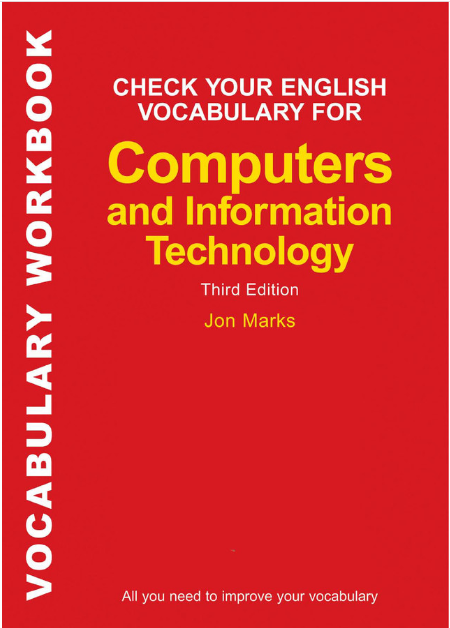 VOCABULARY WORKBOOK
CHECK YOUR ENGLISH
VOCABULARY FOR
Computers
and Information
Technology
Third Edition
Jon Marks
All you need to improve your vocabulary